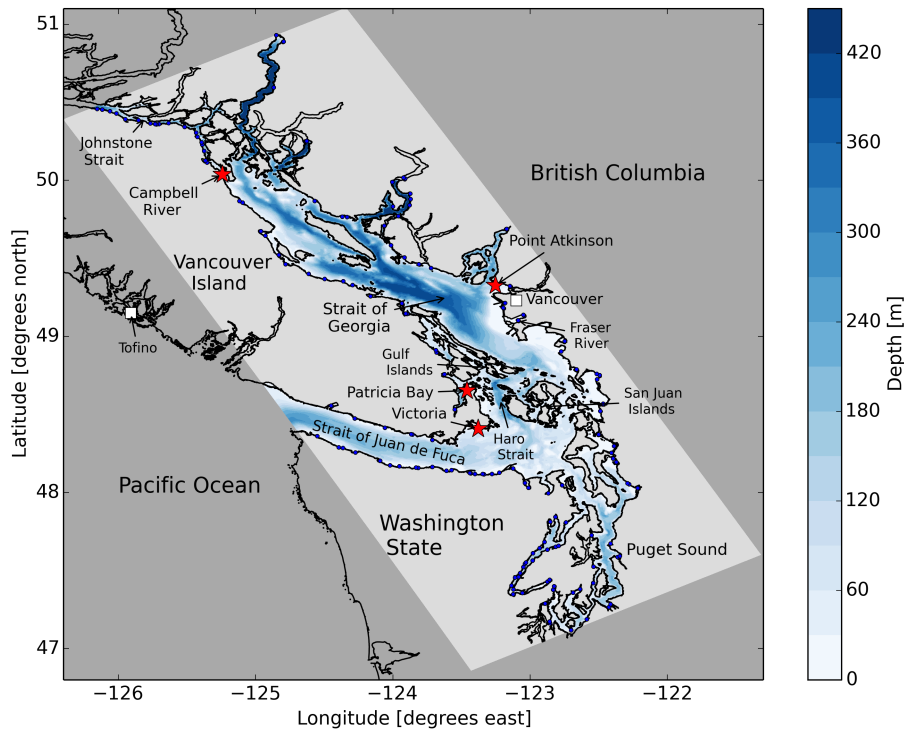 51
50
49
48
47
Latitude [degrees north]
−126
−125
−124
−123
−122
Longitude [degrees east]
Johnstone
Strait
Campbell
River
British Columbia
Point Atkinson
Vancouver
Island
Vancouver
Strait of
Georgia
Fraser
River
Tofino
Gulf
Islands
Patricia Bay
San Juan
Islands
Victoria
Strait of Juan de Fuca
Haro
Strait
Pacific Ocean
Washington
State
Puget Sound
420
360
300
240
180
120
60
0
Depth [m]